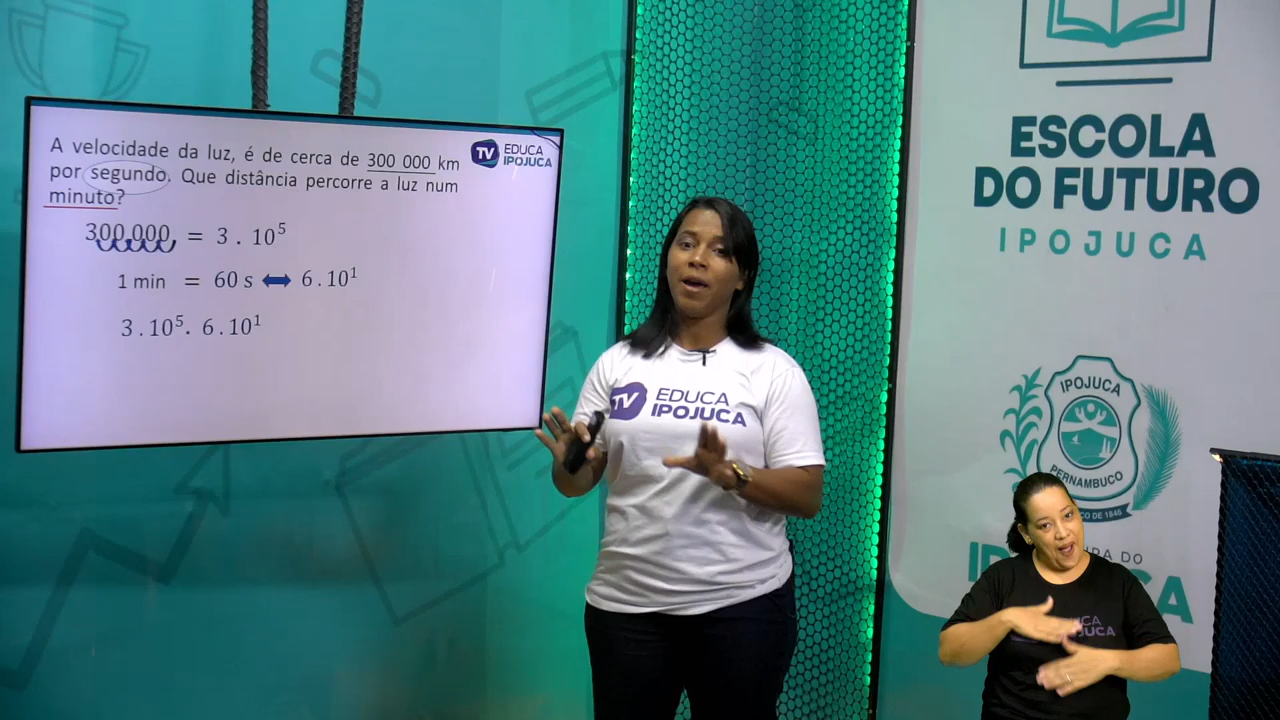 A velocidade da luz, é de cerca de 300 000 km
por segundo. Que distância percorre a luz num
minuto?
300.000, = 3 . 10⁵
1 min = 60 s ⬌ 6 . 10¹
3 . 10⁵. 6 . 10¹
TV EDUCA
IPOJUCA
TV EDUCA
IPOJUCA
ESCOLA
DO FUTURO
IPOJUCA
IPOJUCA
PERNAMBUCO
DO